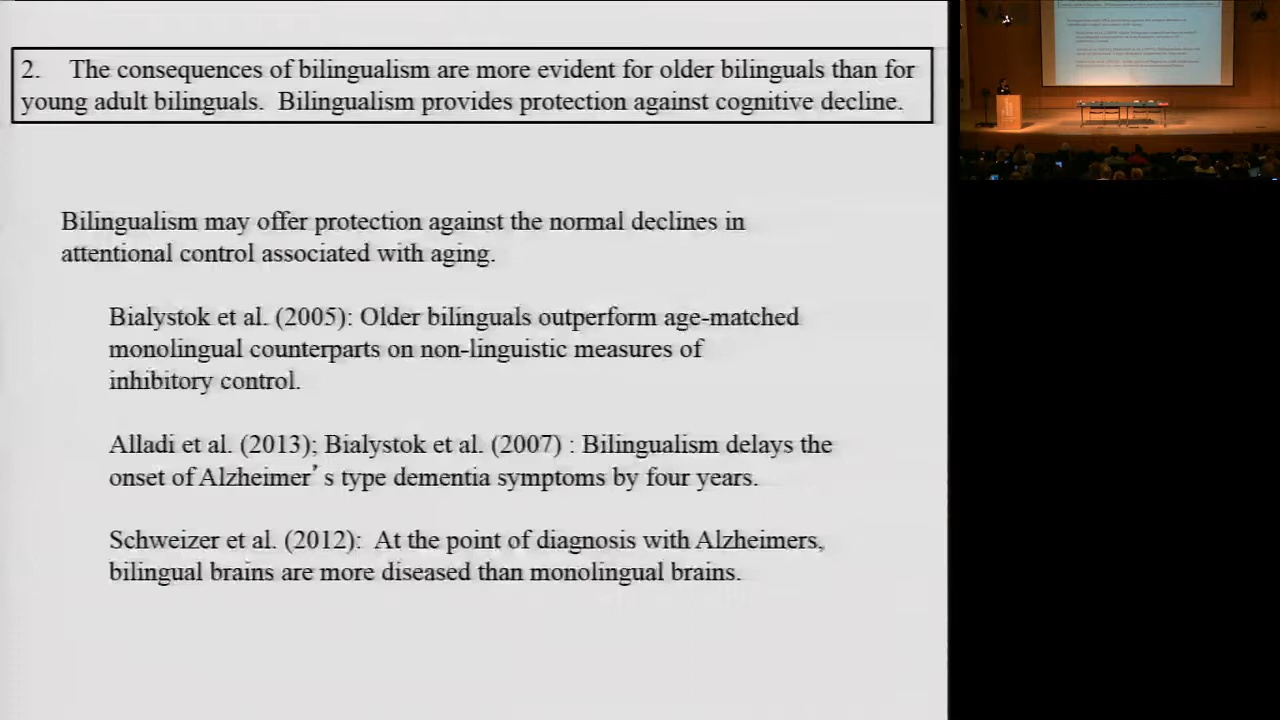 2. The consequences of bilingualism are more evident for older bilinguals than for
young adult bilinguals. Bilingualism provides protection against cognitive decline.
Bilingualism may offer protection against the normal declines in
attentional control associated with aging.
Bialystok et al. (2005): Older bilinguals outperform age-matched
monolingual counterparts on non-linguistic measures of
inhibitory control.
Alladi et al. (2013); Bialystok et al. (2007) : Bilingualism delays the
onset of Alzheimer’ s type dementia symptoms by four years.
Schweizer et al. (2012): At the point of diagnosis with Alzheimers,
bilingual brains are more diseased than monolingual brains.